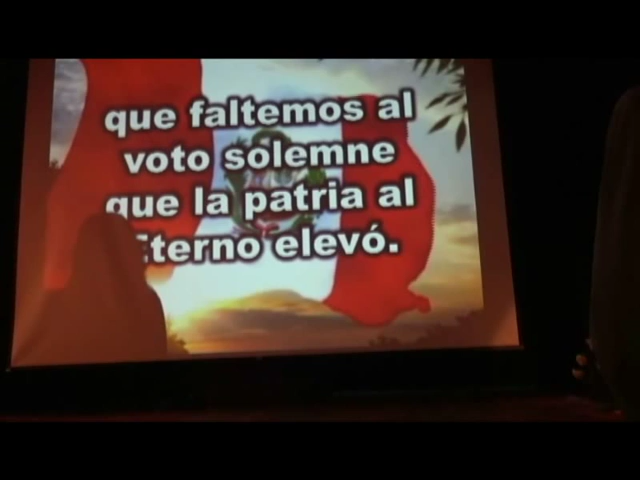 que faltemos al
voto solemne
que la patria al
Eterno elevó.